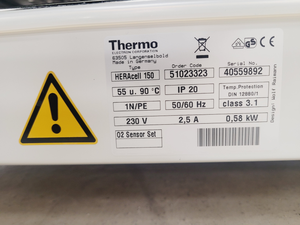 Thermo
ELECTRON CORPORATION
63505 Langenselbold
Made in Germany
Type
HERAcell 150
Order Code
51023323
Serial No.
40559892
55 u. 90 °C
IP 20
Temp.Protection
DIN 12880/1
class 3.1
1N/PE
50/60 Hz
230 V
2,5 A
0,58 kW
O2 Sensor Set